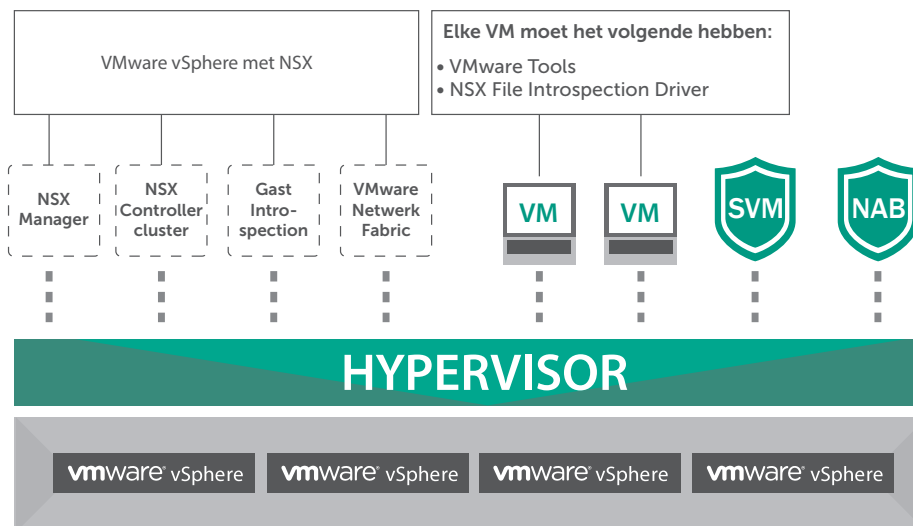 VMware vSphere met NSX
Elke VM moet het volgende hebben:
• VMware Tools
• NSX File Introspection Driver
NSX
Manager
NSX
Controller
cluster
Gast
Intro-
spection
VMware
Netwerk
Fabric
VM
VM
SVM
NAB
HYPERVISOR
vmware® vSphere
vmware® vSphere
vmware® vSphere
vmware® vSphere